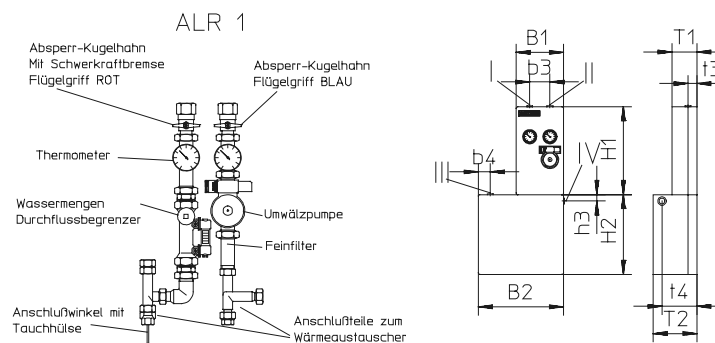 ALR 1
Absperr-Kugelhahn
Mit Schwerkraftbremse
Flügelgriff ROT
Absperr-Kugelhahn
Flügelgriff BLAU
Thermometer
Wassermengen
Durchflussbegrenzer
Umwälzpumpe
Feinfilter
Anschlußwinkel mit
Tauchhülse
Anschlußteile zum
Wärmeaustauscher
B1
T1
I
b3
II
t3
H1
b4
IV
III
h3
H2
B2
t4
T2